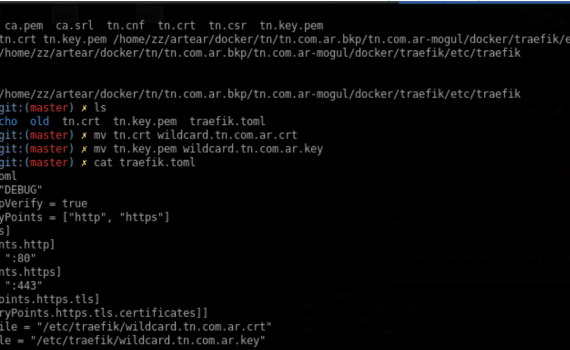 ca.pem ca.srl tn.cnf tn.crt tn.csr tn.key.pem
tn.crt tn.key.pem /home/zz/artear/docker/tn/tn.com.ar.bkp/tn.com.ar-mogul/docker/traefik/e
/home/zz/artear/docker/tn/tn.com.ar.bkp/tn.com.ar-mogul/docker/traefik/etc/traefik
/home/zz/artear/docker/tn/tn.com.ar.bkp/tn.com.ar-mogul/docker/traefik/etc/traefik
git:(master) ✗ ls
cho old tn.crt tn.key.pem traefik.toml
git:(master) ✗ mv tn.crt wildcard.tn.com.ar.crt
git:(master) ✗ mv tn.key.pem wildcard.tn.com.ar.key
git:(master) ✗ cat traefik.toml
oml
"DEBUG"
pVerify = true
yPoints = ["http", "https"]
s]
nts.http]
":80"
nts.https]
":443"
oints.https.tls]
ryPoints.https.tls.certificates]]
ile = "/etc/traefik/wildcard.tn.com.ar.crt"
le = "/etc/traefik/wildcard.tn.com.ar.key"